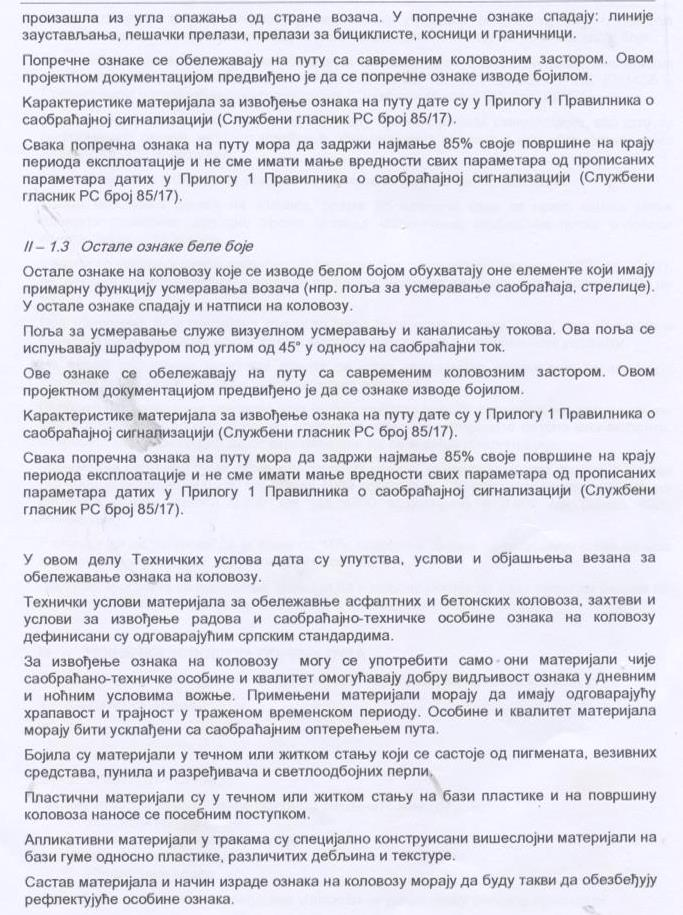 произашла из угла опажања од стране возача. У попречне ознаке спадају: линије
заустављања, пешачки прелази, прелази за бициклисте, косници и граничници.
Попречне ознаке се обележавају на путу са савременим коловозним застором. Овом
пројектном документацијом предвиђено је да се попречне ознаке изводе бојилом.
Карактеристике материјала за извођење ознака на путу дате су у Прилогу 1 Правилника о
саобраћајној сигнализацији (Службени гласник РС број 85/17).
Свака попречна ознака на путу мора да задржи најмање 85% своје површине на крају
периода експлоатације и не сме имати мање вредности свих параметара од прописаних
параметара датих у Прилогу 1 Правилника о саобраћајној сигнализацији (Службени
гласник РС број 85/17).
II – 1.3 Остале ознаке беле боје
Остале ознаке на коловозу које се изводе белом бојом обухватају оне елементе који имају
примарну функцију усмеравања возача (нпр. поља за усмеравање саобраћаја, стрелице).
У остале ознаке спадају и натписи на коловозу.
Поља за усмеравање служе визуелном усмеравању и каналисању токова. Ова поља се
испуњавају шрафуром под углом од 45° у односу на саобраћајни ток.
Ове ознаке се обележавају на путу са савременим коловозним застором. Овом
пројектном документацијом предвиђено је да се ознаке изводе бојилом.
Карактеристике материјала за извођење ознака на путу дате су у Прилогу 1 Правилника о
саобраћајној сигнализацији (Службени гласник РС број 85/17).
Свака попречна ознака на путу мора да задржи најмање 85% своје површине на крају
периода експлоатације и не сме имати мање вредности свих параметара од прописаних
параметара датих у Прилогу 1 Правилника о саобраћајној сигнализацији (Службени
гласник РС број 85/17).
У овом делу Техничких услова дата су упутства, услови и објашњења везана за
обележавање ознака на коловозу.
Технички услови материјала за обележавње асфалтних и бетонских коловоза, захтеви и
услови за извођење радова и саобраћајно-техничке особине ознака на коловозу
дефинисани су одговарајућим српским стандардима.
За извођење ознака на коловозу могу се употребити само они материјали чије
саобраћано-техничке особине и квалитет омогућавају добру видљивост ознака у дневним
и ноћним условима вожње. Примењени материјали морају да имају одговарајућу
храпавост и трајност у траженом временском периоду. Особине и квалитет материјала
морају бити усклађени са саобраћајним оптерећењем пута.
Бојила су материјали у течном или житком стању који се састоје од пигмената, везивних
средстава, пунила и разређивача и светлоодбојних перли.
Пластични материјали су у течном или житком стању на бази пластике и на површину
коловоза наносе се посебним поступком.
Апликативни материјали у тракама су специјално конструисани вишеслојни материјали на
бази гуме односно пластике, различитих дебљина и текстуре.
Састав материјала и начин израде ознака на коловозу морају да буду такви да обезбеђују
рефлектујуће особине ознака.